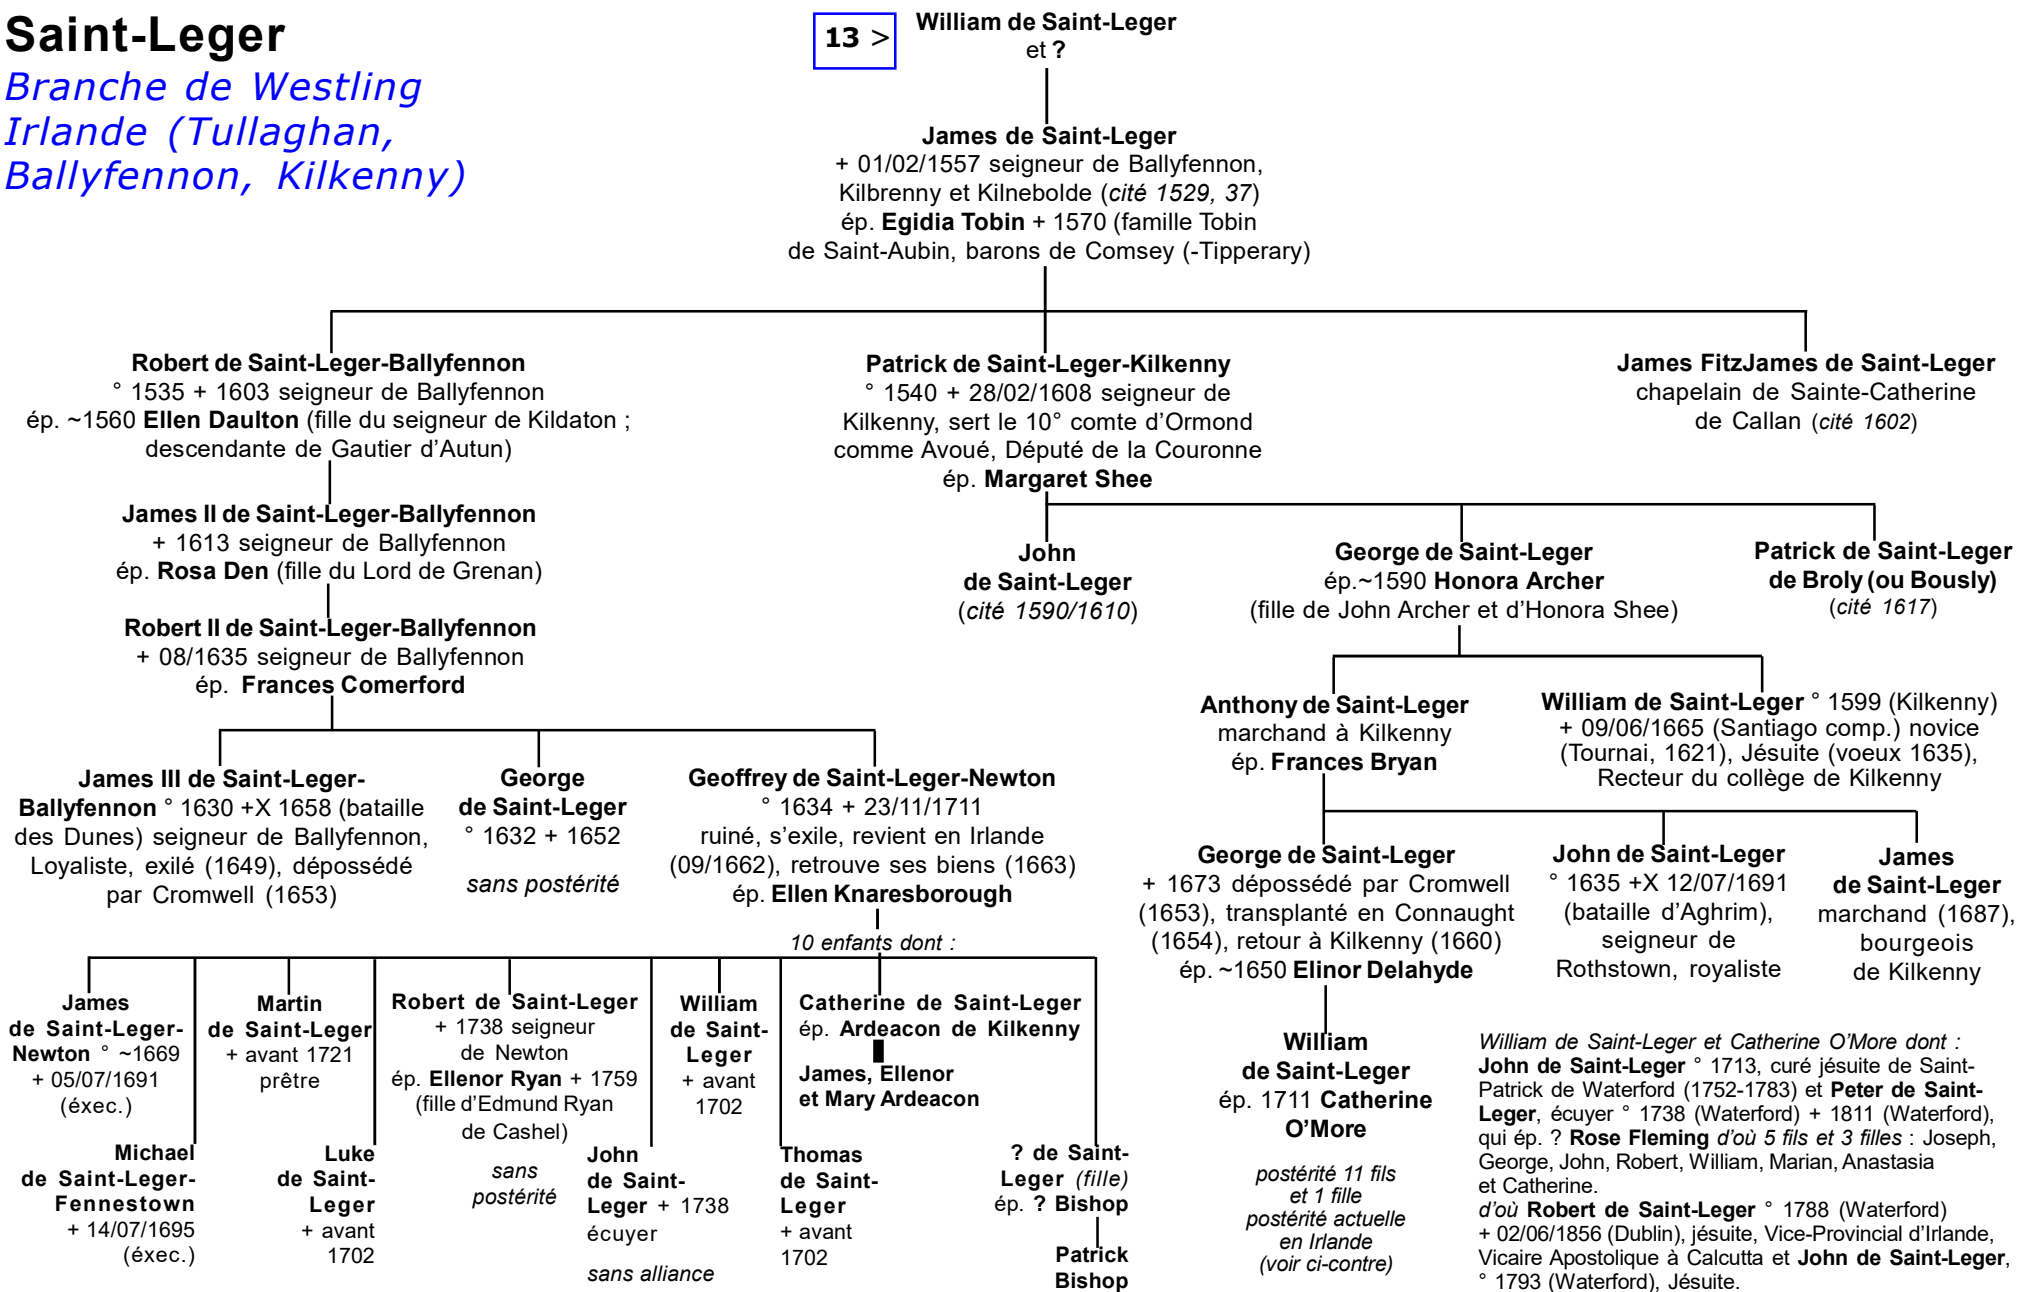 Saint-Leger
Branche de Westling
Irlande (Tullaghan,
Ballyfennon, Kilkenny)
13 >
William de Saint-Leger
et ?
James de Saint-Leger
+ 01/02/1557 seigneur de Ballyfennon,
Kilbrenny et Kilnebolde (cité 1529, 37)
ép. Egidia Tobin + 1570 (famille Tobin
de Saint-Aubin, barons de Comsey (-Tipperary)
Robert de Saint-Leger-Ballyfennon
° 1535 + 1603 seigneur de Ballyfennon
ép. ~1560 Ellen Daulton (fille du seigneur de Kildaton ;
descendante de Gautier d'Autun)
Patrick de Saint-Leger-Kilkenny
° 1540 + 28/02/1608 seigneur de
Kilkenny, sert le 10° comte d'Ormond
comme Avoué, Député de la Couronne
ép. Margaret Shee
James FitzJames de Saint-Leger
chapelain de Sainte-Catherine
de Callan (cité 1602)
James II de Saint-Leger-Ballyfennon
+ 1613 seigneur de Ballyfennon
ép. Rosa Den (fille du Lord de Grenan)
John
de Saint-Leger
(cité 1590/1610)
George de Saint-Leger
ép.~1590 Honora Archer
(fille de John Archer et d'Honora Shee)
Patrick de Saint-Leger
de Broly (ou Bously)
(cité 1617)
Robert II de Saint-Leger-Ballyfennon
+ 08/1635 seigneur de Ballyfennon
ép. Frances Comerford
Anthony de Saint-Leger
marchand à Kilkenny
ép. Frances Bryan
William de Saint-Leger ° 1599 (Kilkenny)
+ 09/06/1665 (Santiago comp.) novice
(Tournai, 1621), Jésuite (voeux 1635),
Recteur du collège de Kilkenny
James III de Saint-Leger-
Ballyfennon ° 1630 +X 1658 (bataille
des Dunes) seigneur de Ballyfennon,
Loyaliste, exilé (1649), dépossédé
par Cromwell (1653)
George
de Saint-Leger
° 1632 + 1652
sans postérité
Geoffrey de Saint-Leger-Newton
° 1634 + 23/11/1711
ruiné, s'exile, revient en Irlande
(09/1662), retrouve ses biens (1663)
ép. Ellen Knaresborough
George de Saint-Leger
+ 1673 dépossédé par Cromwell
(1653), transplanté en Connaught
(1654), retour à Kilkenny (1660)
ép. ~1650 Elinor Delahyde
John de Saint-Leger
° 1635 +X 12/07/1691
(bataille d'Aghrim),
seigneur de
Rothstown, royaliste
James
de Saint-Leger
marchand (1687),
bourgeois
de Kilkenny
10 enfants dont :
James
de Saint-Leger-
Newton ° ~1669
+ 05/07/1691
(éxec.)
Martin
de Saint-Leger
+ avant 1721
prêtre
Robert de Saint-Leger
+ 1738 seigneur
de Newton
ép. Ellenor Ryan + 1759
(fille d'Edmund Ryan
de Cashel)
sans
postérité
William
de Saint-
Leger
+ avant
1702
Catherine de Saint-Leger
ép. Ardeacon de Kilkenny
James, Ellenor
et Mary Ardeacon
Michael
de Saint-Leger-
Fennestown
+ 14/07/1695
(éxec.)
Luke
de Saint-
Leger
+ avant
1702
John
de Saint-
Leger + 1738
écuyer
sans alliance
Thomas
de Saint-
Leger
+ avant
1702
? de Saint-
Leger (fille)
ép. ? Bishop
Patrick
Bishop
William
de Saint-Leger
ép. 1711 Catherine
O'More
postérité 11 fils
et 1 fille
postérité actuelle
en Irlande
(voir ci-contre)
William de Saint-Leger et Catherine O'More dont :
John de Saint-Leger ° 1713, curé jésuite de Saint-
Patrick de Waterford (1752-1783) et Peter de Saint-
Leger, écuyer ° 1738 (Waterford) + 1811 (Waterford),
qui ép. ? Rose Fleming d'où 5 fils et 3 filles : Joseph,
George, John, Robert, William, Marian, Anastasia
et Catherine.
d'où Robert de Saint-Leger ° 1788 (Waterford)
+ 02/06/1856 (Dublin), jésuite, Vice-Provincial d'Irlande,
Vicaire Apostolique à Calcutta et John de Saint-Leger,
° 1793 (Waterford), Jésuite.